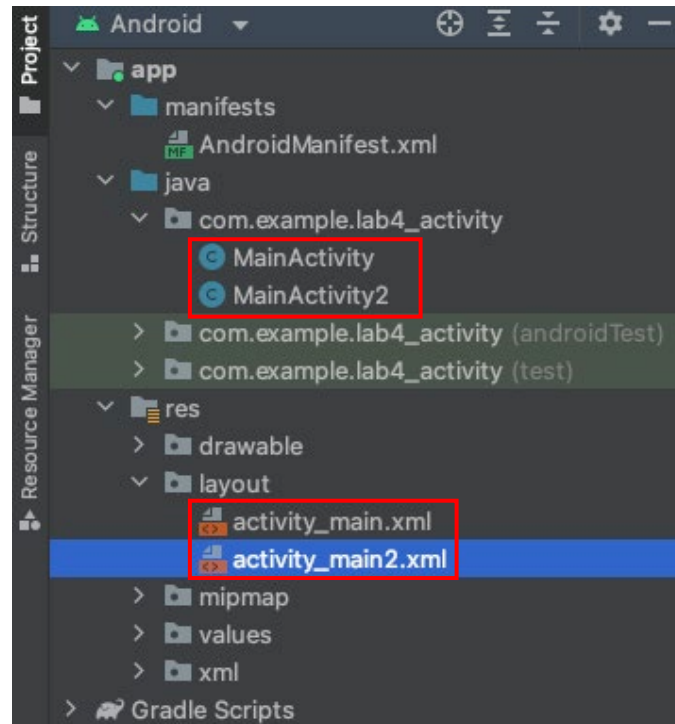 Project
Structure
Resource Manager
Android
app
manifests
MF
AndroidManifest.xml
java
com.example.lab4_activity
C MainActivity
C MainActivity2
com.example.lab4_activity (androidTest)
com.example.lab4_activity (test)
res
drawable
layout
<> activity_main.xml
<> activity_main2.xml
mipmap
values
xml
Gradle Scripts